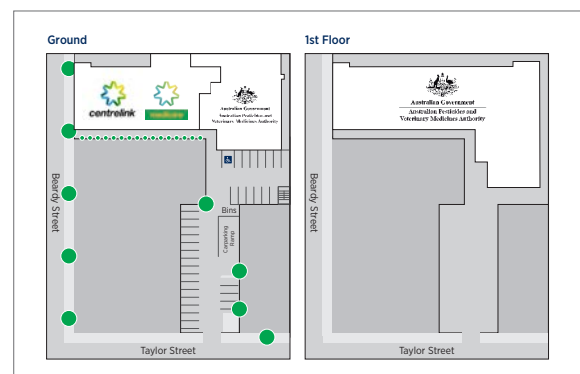 Ground
1st Floor
centrelink
medicare
Australian Government
Australian Pesticides and
Veterinary Medicines Authority
Australian Government
Australian Pesticides and
Veterinary Medicines Authority
Beardy Street
Bins
Carparking
Ramp
Beardy Street
Taylor Street
Taylor Street